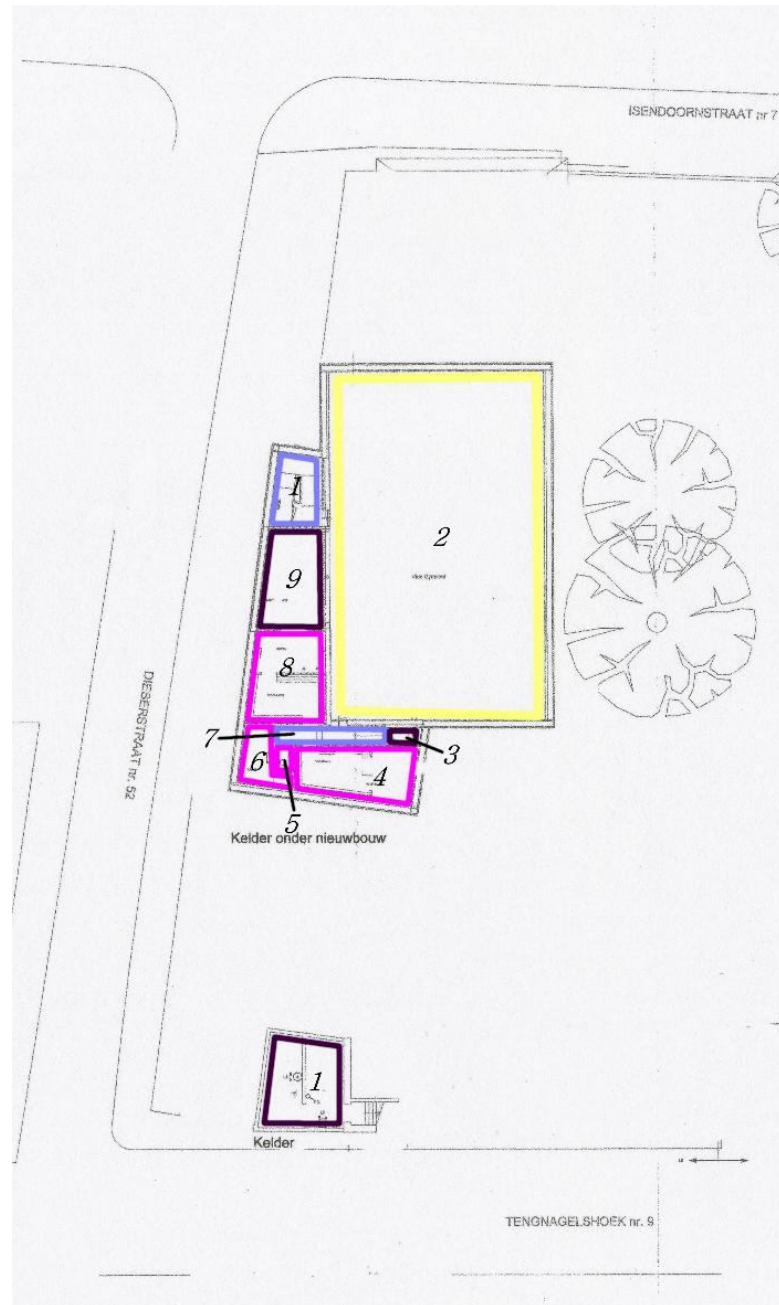 ISENDOORNSTRAAT nr 7
1
9
2
8
7
3
6
4
5
Kelder onder nieuwbouw
DIESERSTRAAT nr. 52
1
Kelder
TENGNAGELSHOEK nr. 9